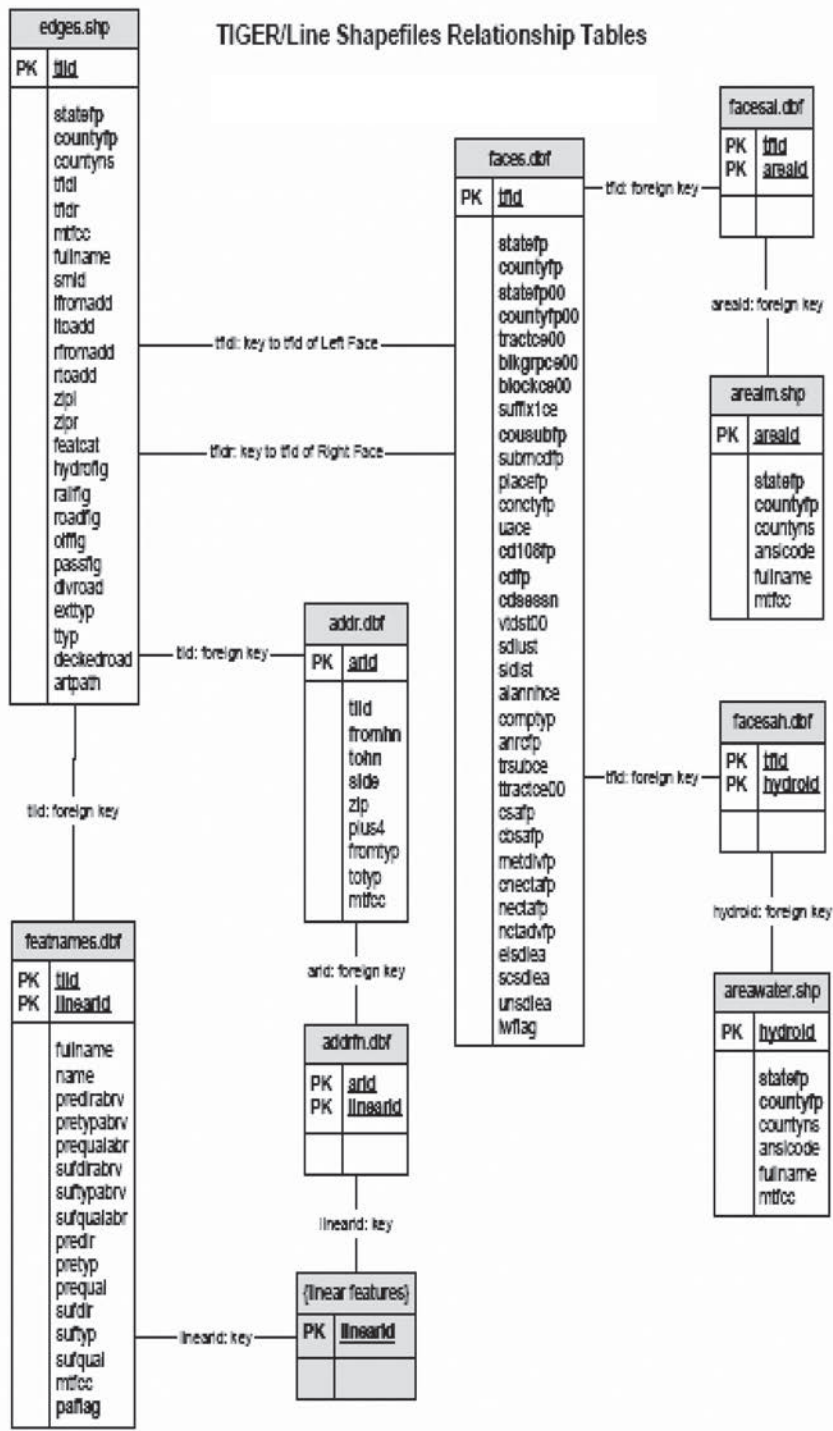 TIGER/Line Shapefiles Relationship Tables
edges.shp
PK tlid
statefp
countyfp
countyns
tfidl
tfidr
mtfcc
fullname
smid
lfromadd
ltoadd
rfromadd
rtoadd
zipl
zipr
featcat
hydroflg
railflg
roadflg
olfflg
passflg
divroad
exttyp
ttyp
deckedroad
artpath
tfidl: key to tfid of Left Face
tfidr: key to tfid of Right Face
tlid: foreign key
tlid: foreign key
faces.dbf
PK tfid
statefp
countyfp
statefp00
countyfp00
tractce00
blkgrpce00
blockce00
suffix1ce
cousubfp
submcdfp
placefp
conctyfp
uace
cd108fp
cdfp
cdsessn
vtdst00
sdlust
sldlst
aiannhce
comptyp
anrcfp
trsubce
ttractce00
csafp
cbsafp
metdivfp
cnectafp
nectafp
nctadvfp
elsdlea
scsdlea
unsdlea
lwflag
tfid: foreign key
facesal.dbf
PK tfid
PK areaid
areaid: foreign key
arealm.shp
PK areaid
statefp
countyfp
countyns
ansicode
fullname
mtfcc
tfid: foreign key
facesah.dbf
PK tfid
PK hydroid
hydroid: foreign key
areawater.shp
PK hydroid
statefp
countyfp
countyns
ansicode
fullname
mtfcc
addr.dbf
PK arid
tlid
fromhn
tohn
side
zip
plus4
fromtyp
totyp
mtfcc
arid: foreign key
addrfn.dbf
PK arid
PK linearid
linearid: key
{linear features}
PK linearid
linearid: key
featnames.dbf
PK tlid
PK linearid
fullname
name
predirabrv
pretypabrv
prequalabr
sufdirabrv
suftypabrv
sufqualabr
predir
pretyp
prequal
sufdir
suftyp
sufqual
mtfcc
paflag